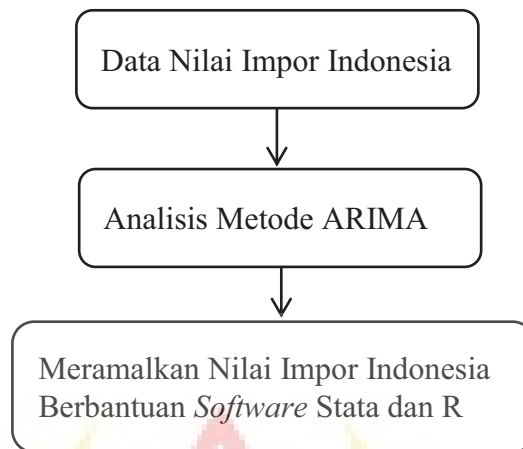 Data Nilai Impor Indonesia
Analisis Metode ARIMA
Meramalkan Nilai Impor Indonesia
Berbantuan Software Stata dan R